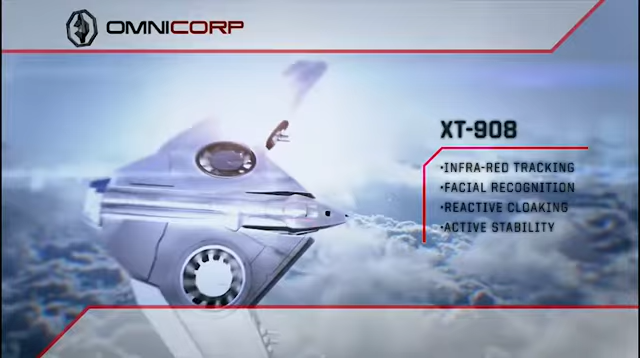 OMNICORP
XT-908
·INFRA-RED TRACKING
·FACIAL RECOGNITION
·REACTIVE CLOAKING
·ACTIVE STABILITY